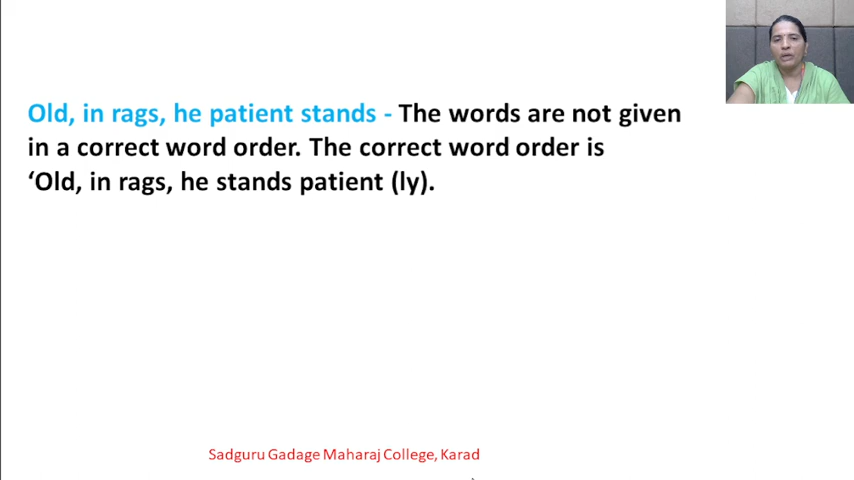 Old, in rags, he patient stands - The words are not given
in a correct word order. The correct word order is
‘Old, in rags, he stands patient (ly).
Sadguru Gadage Maharaj College, Karad